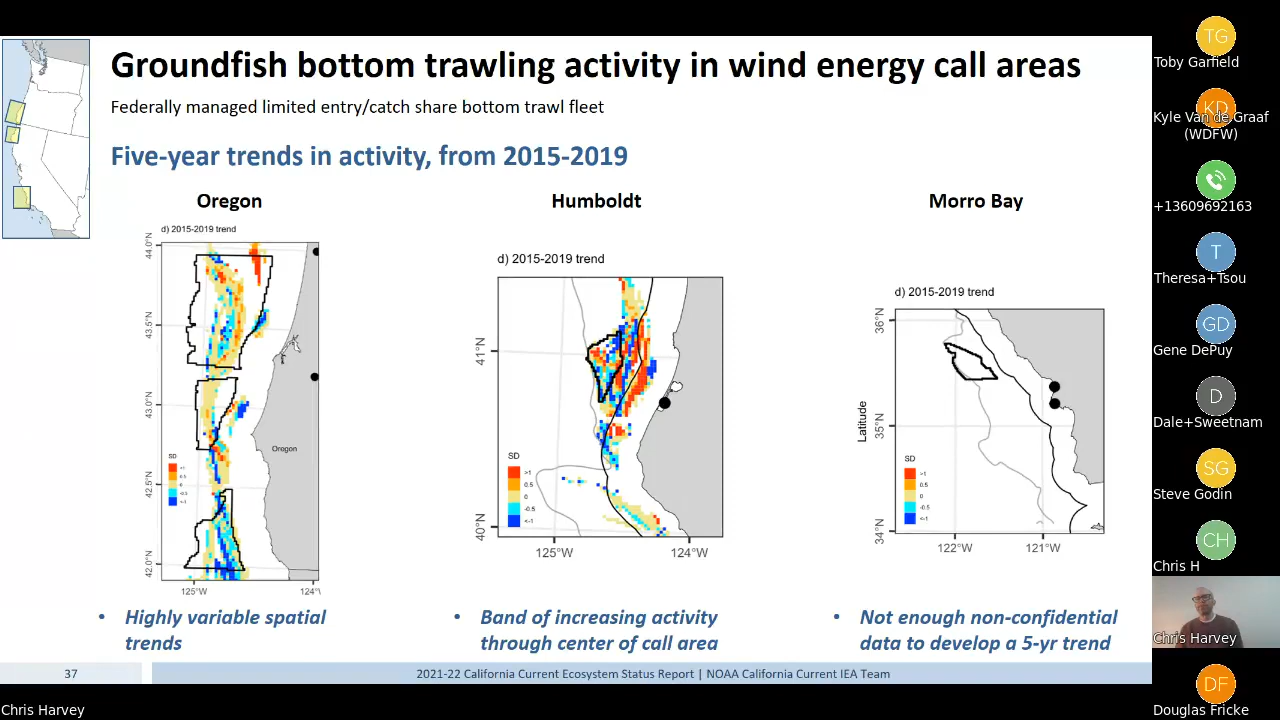 Groundfish bottom trawling activity in wind energy call areas
Federally managed limited entry/catch share bottom trawl fleet
Five-year trends in activity, from 2015-2019
Oregon
d) 2015-2019 trend
44.0°N
43.5°N
43.0°N
42.5°N
42.0°N
Oregon
SD
>1
0.5
0
-0.5
<-1
125°W
124°
Highly variable spatial
trends
Humboldt
d) 2015-2019 trend
41°N
40°N
SD
>1
0.5
0
-0.5
<-1
125°W
124°W
Band of increasing activity
through center of call area
Morro Bay
d) 2015-2019 trend
Latitude
36°N
35°N
34°N
SD
>1
0.5
0
-0.5
<-1
122°W
121°W
Not enough non-confidential
data to develop a 5-yr trend
37
2021-22 California Current Ecosystem Status Report | NOAA California Current IEA Team
Chris Harvey
TG
Toby Garfield
KD
Kyle Van de Graaf
(WDFW)
+13609692163
T
Theresa+Tsou
GD
Gene DePuy
D
Dale+Sweetnam
SG
Steve Godin
CH
Chris H
Chris Harvey
DF
Douglas Fricke